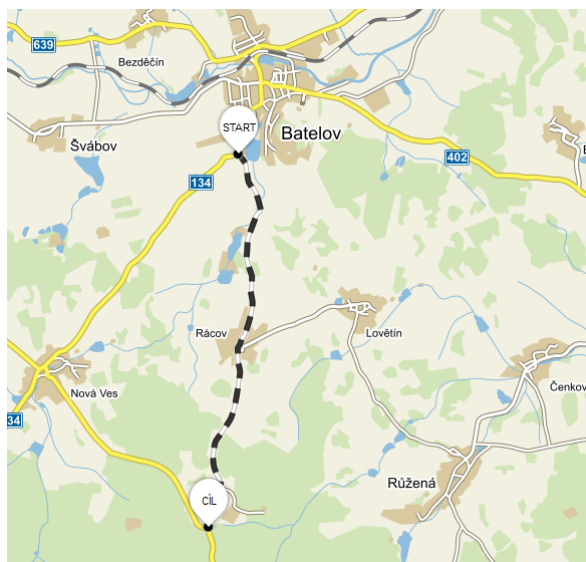 639
Bezděčín
START
Batelov
Švábov
402
134
Rácov
Lovětín
Nová Ves
Čenkov
34
Růžená
CÍL